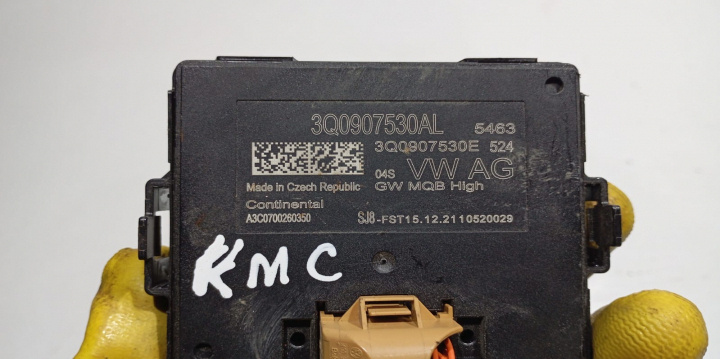 3Q0907530AL 5463
3Q0907530E 524
04S VW AG
Made in Czech Republic GW MQB High
Continental
A3C0700260350 SJ8-FST15.12.2110520029
KMC